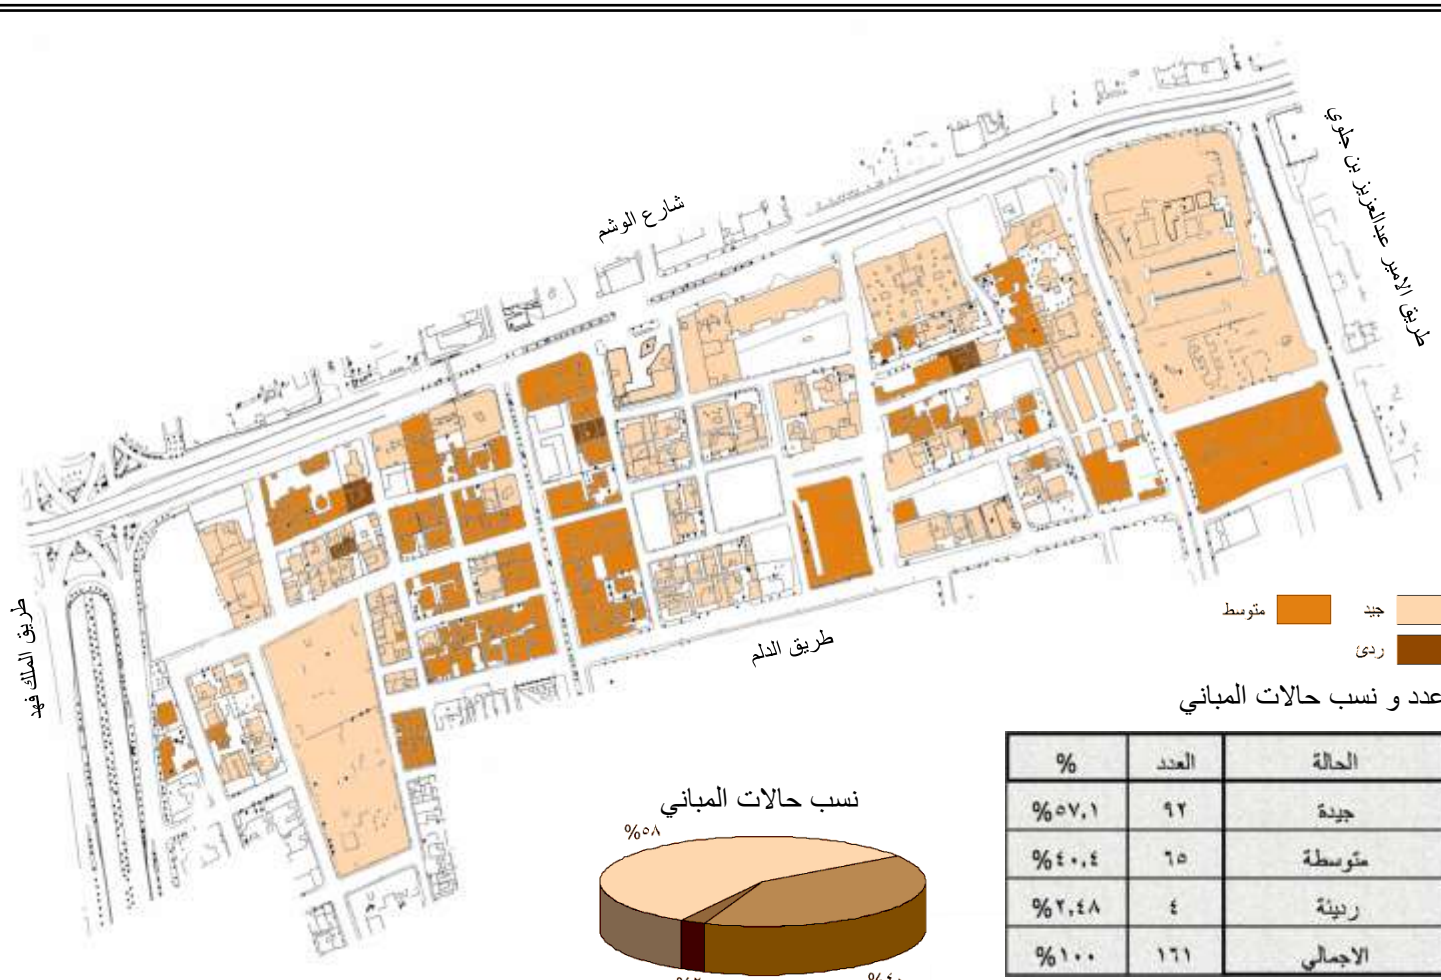 شارع الوشم
طريق الامير عبدالعزيز بن جلوي
طريق الملك فهد
طريق الدلم
جيد
متوسط
ردئ
عدد و نسب حالات المباني
الحالة العدد %
جيدة ٩٢ ٥٧,١%
متوسطة ٦٥ ٤٠,٤%
رديئة ٤ ٢,٤٨%
الاجمالي ١٦١ ١٠٠%
نسب حالات المباني
٥٨%